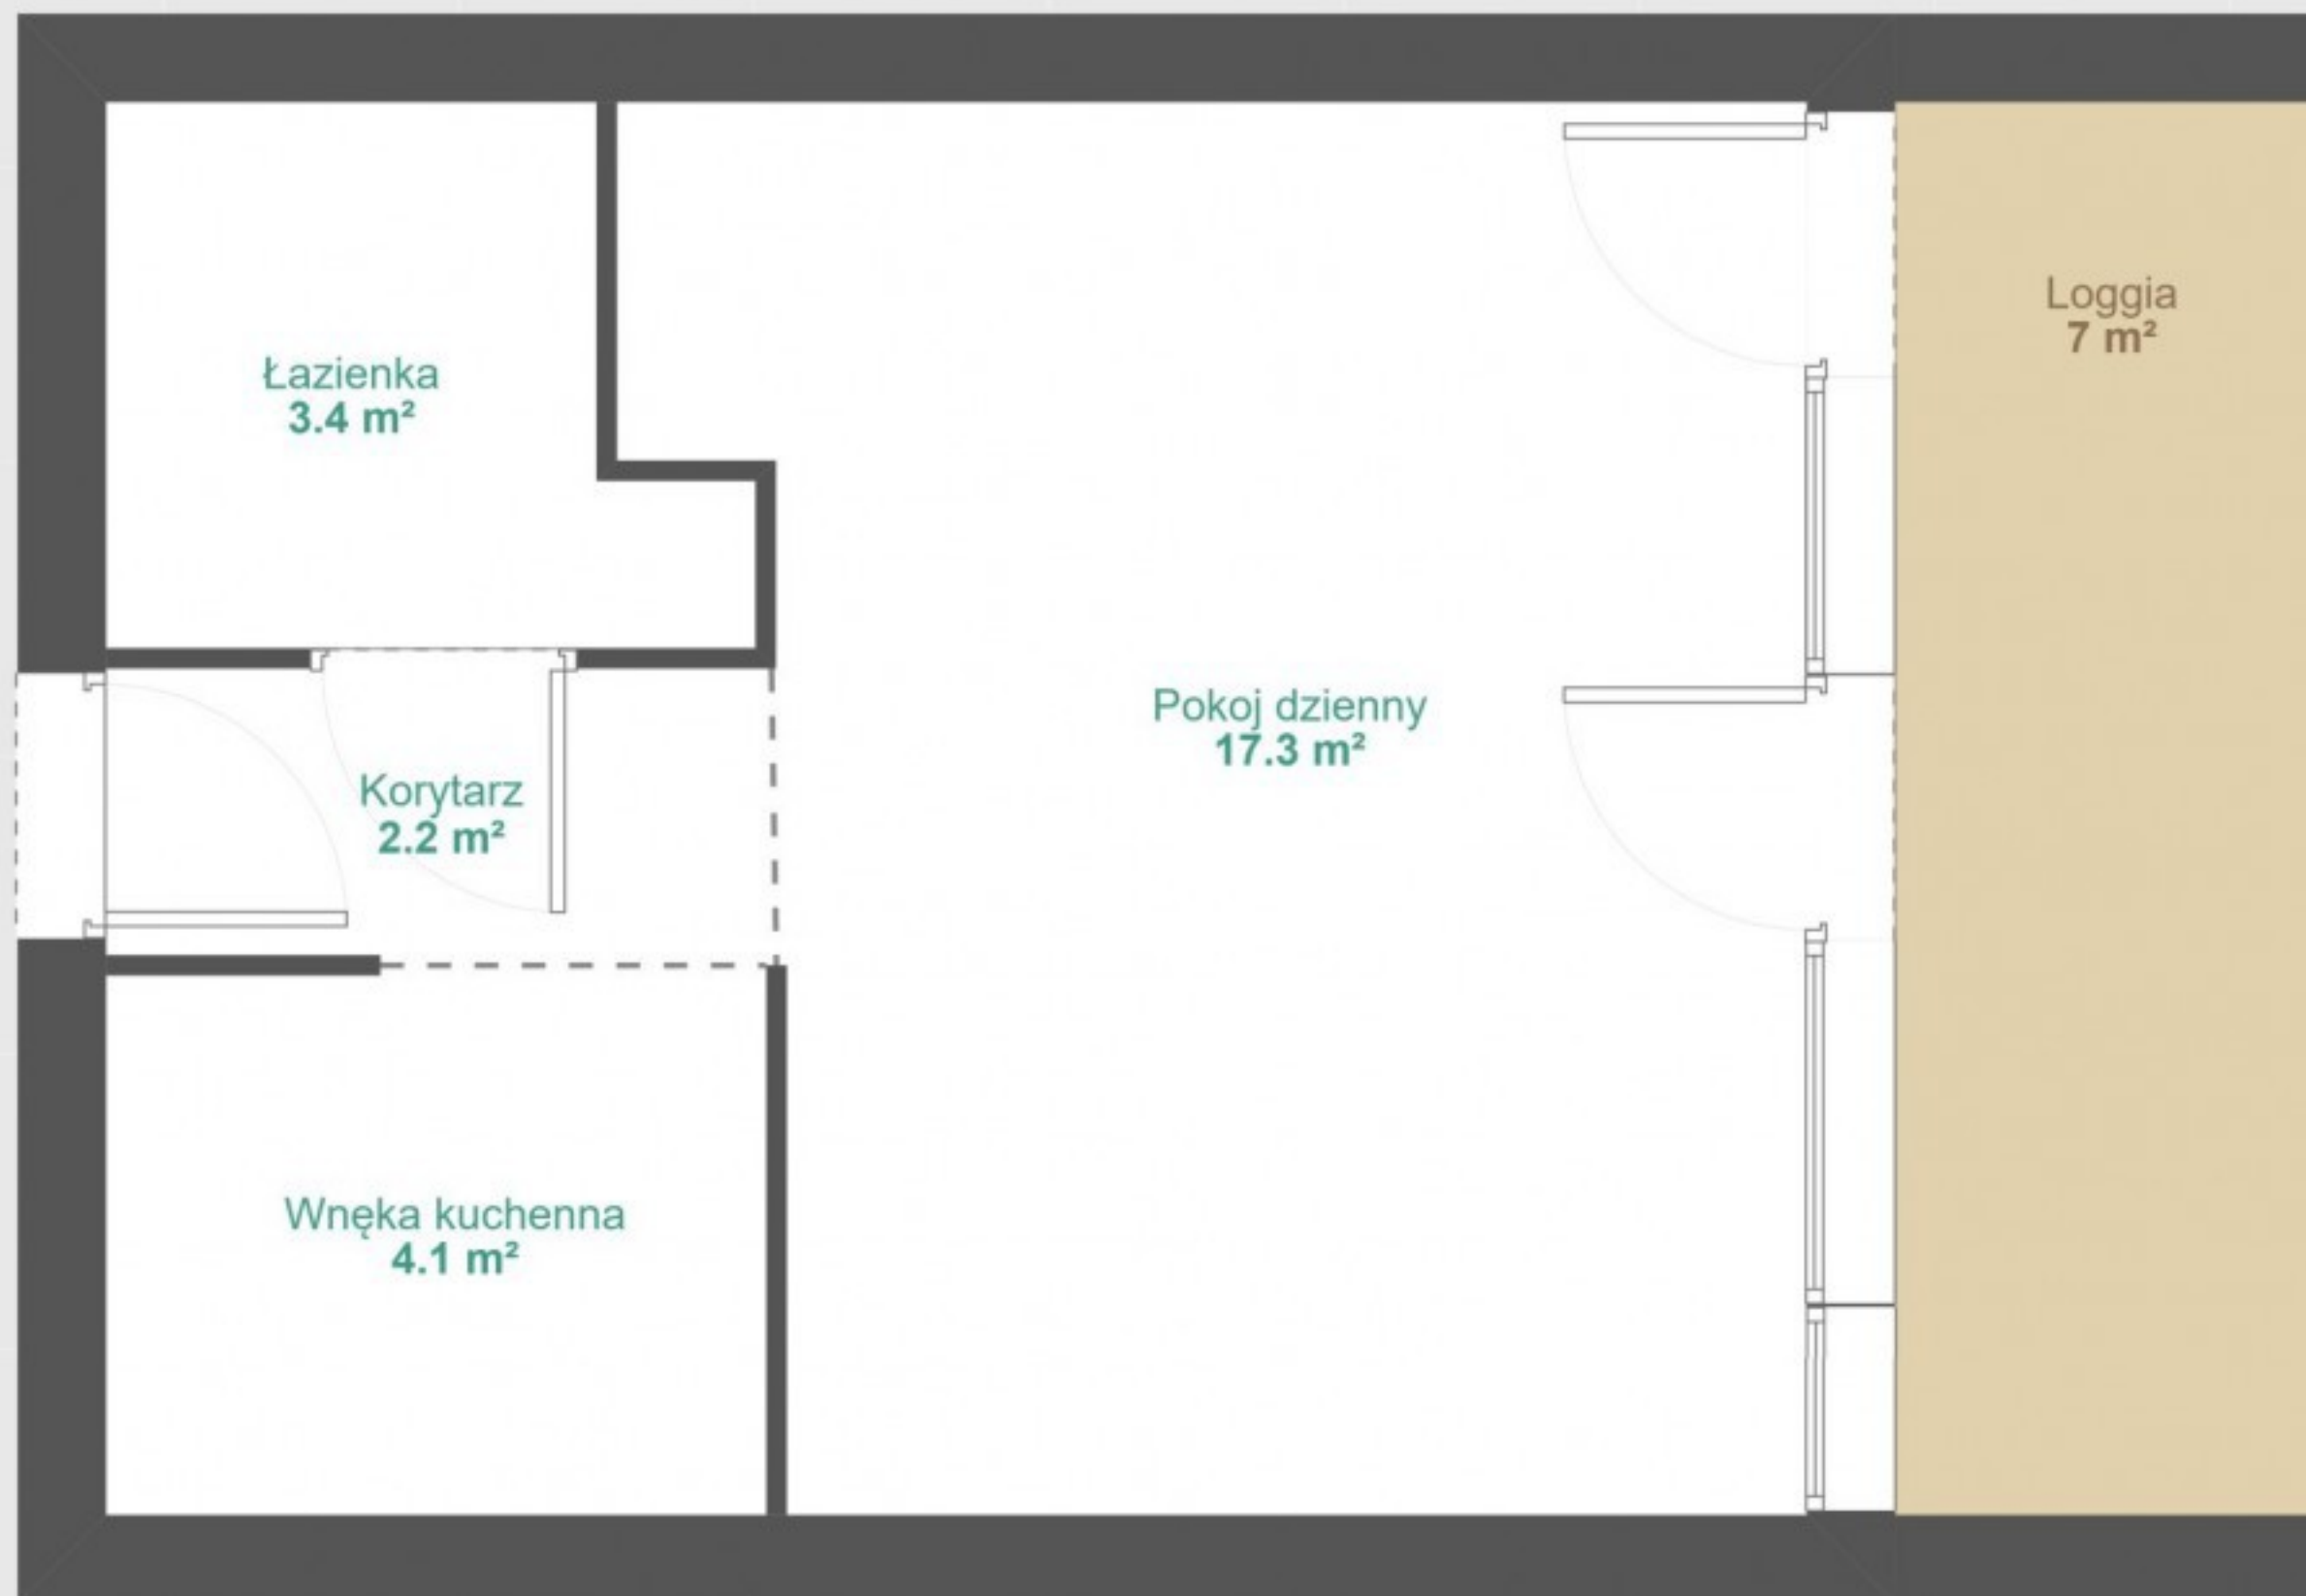 Łazienka
3.4 m²
Loggia
7 m²
Korytarz
2.2 m²
Pokoj dzienny
17.3 m²
Wnęka kuchenna
4.1 m²